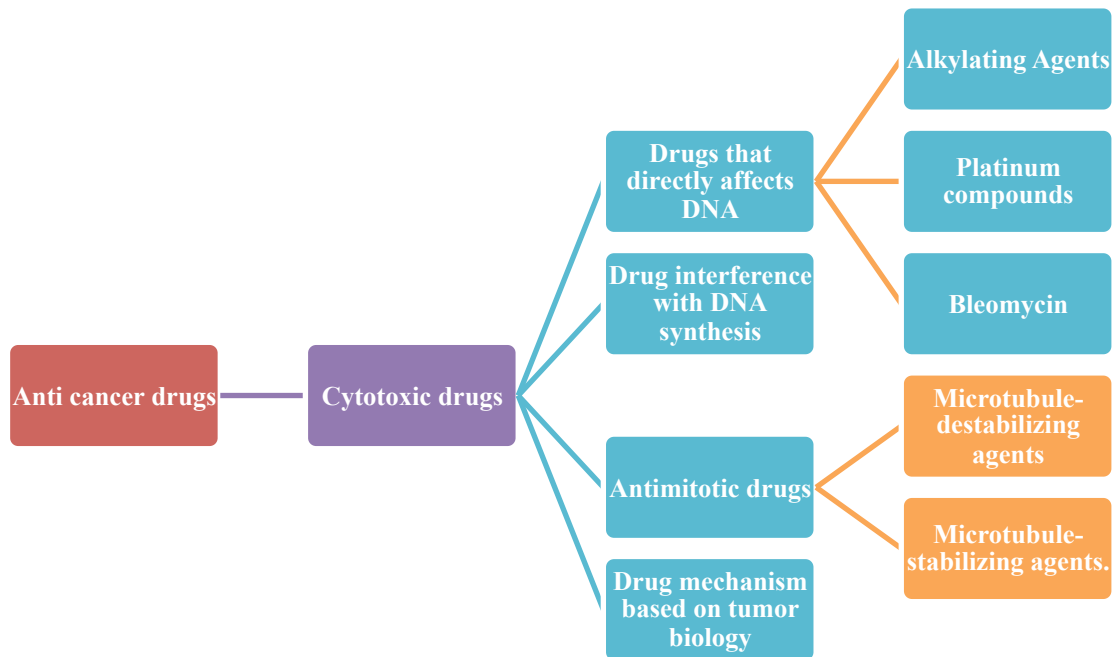 Anti cancer drugs
Cytotoxic drugs
Drugs that
directly affects
DNA
Drug interference
with DNA
synthesis
Antimitotic drugs
Drug mechanism
based on tumor
biology
Alkylating Agents
Platinum
compounds
Bleomycin
Microtubule-
destabilizing
agents
Microtubule-
stabilizing agents.